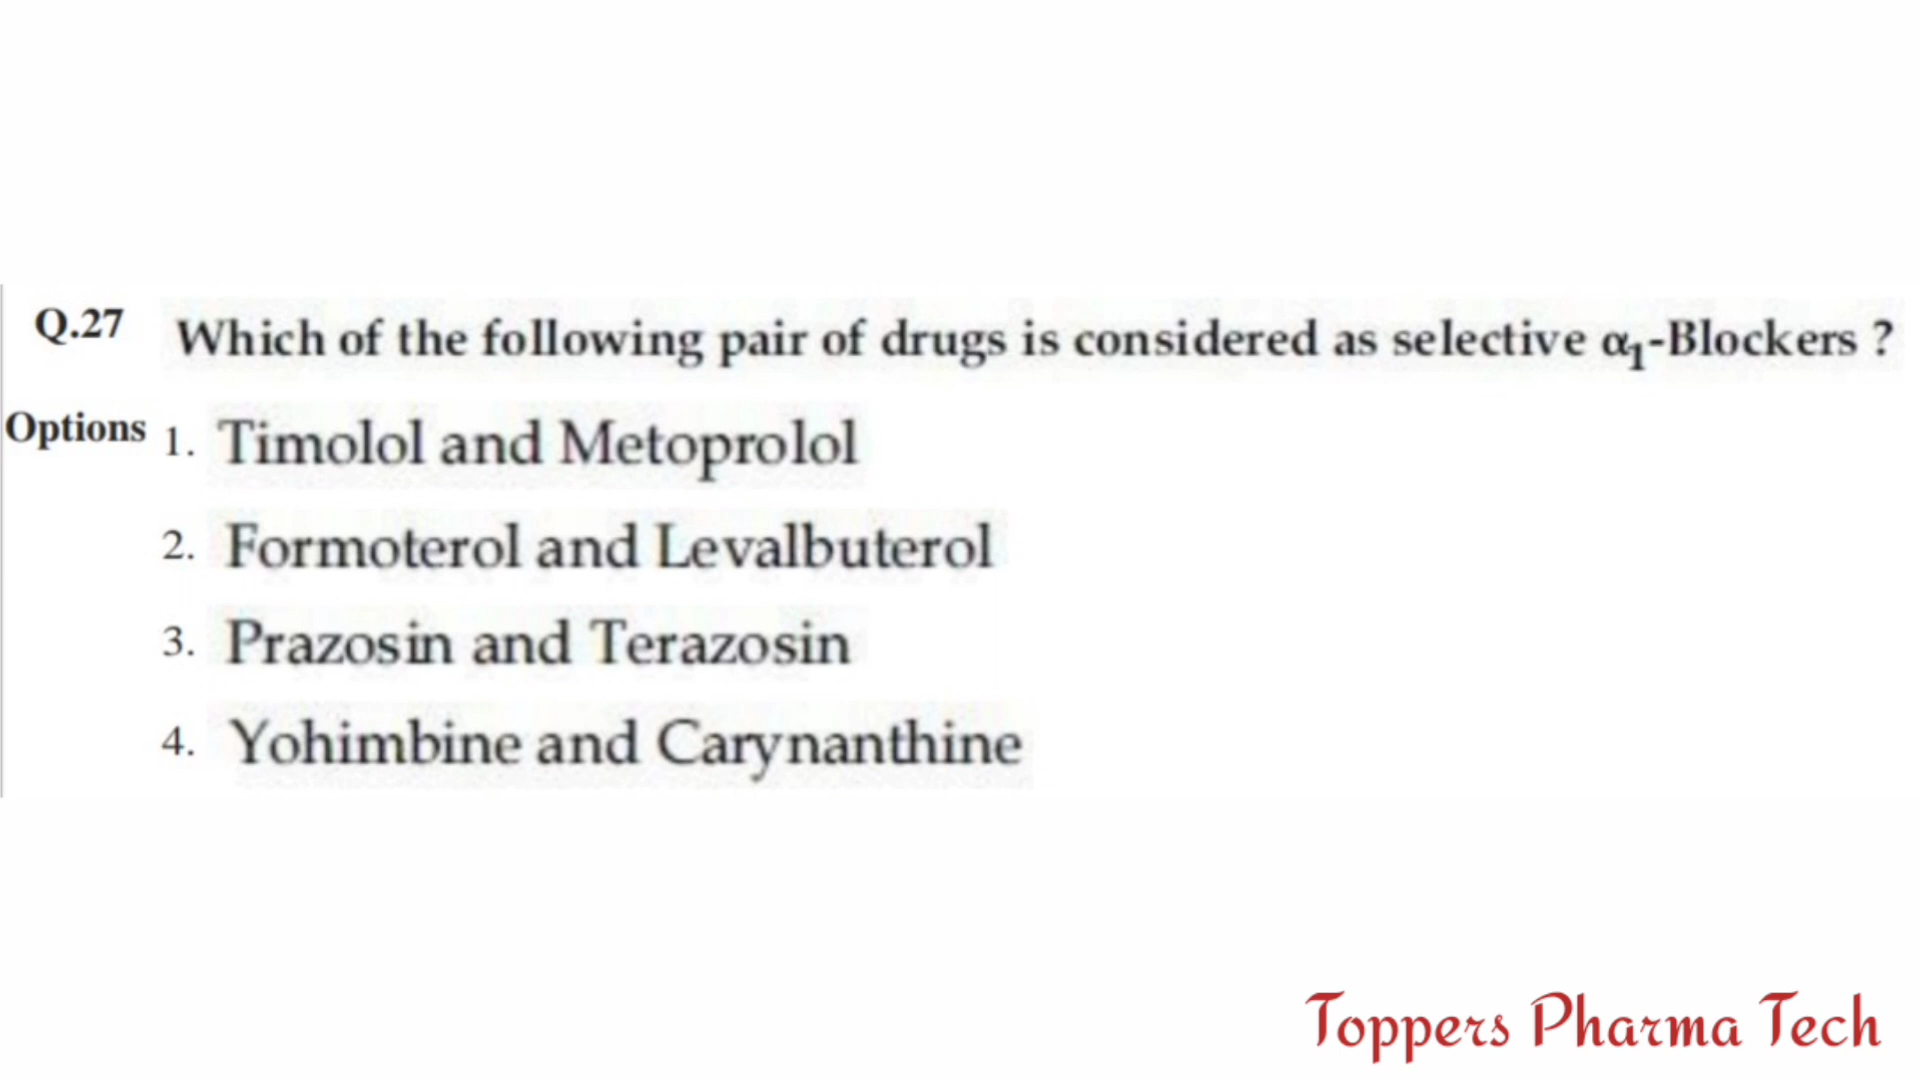 Q.27 Which of the following pair of drugs is considered as selective α₁-Blockers ?
Options 1. Timolol and Metoprolol
2. Formoterol and Levalbuterol
3. Prazosin and Terazosin
4. Yohimbine and Carynanthine
Toppers Pharma Tech